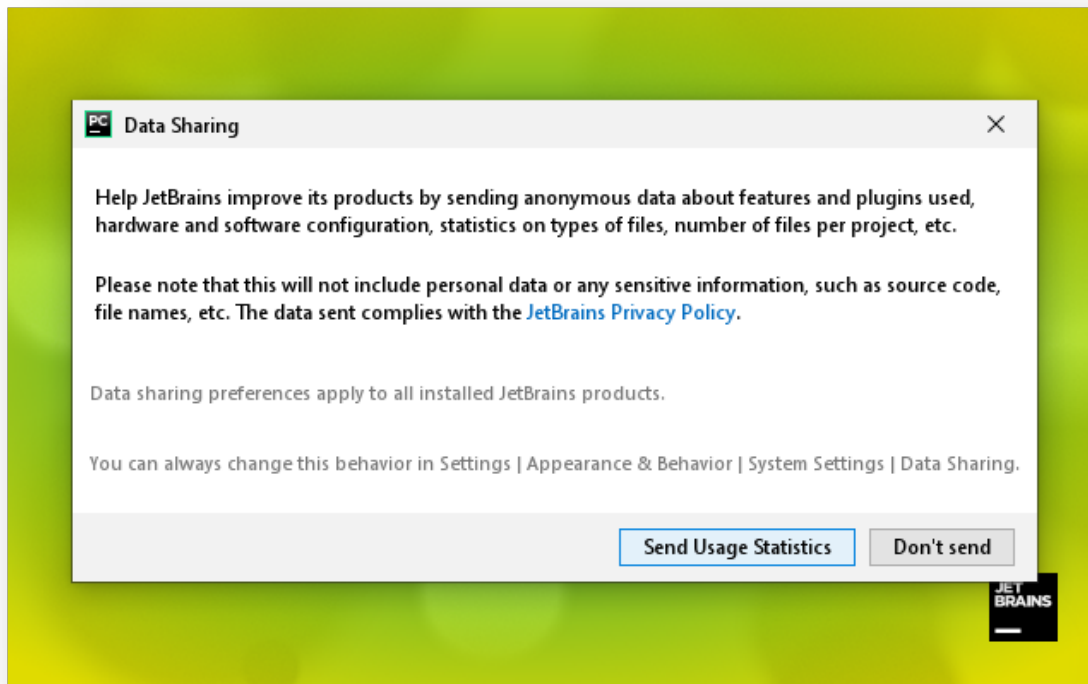 PC Data Sharing
Help JetBrains improve its products by sending anonymous data about features and plugins used,
hardware and software configuration, statistics on types of files, number of files per project, etc.
Please note that this will not include personal data or any sensitive information, such as source code,
file names, etc. The data sent complies with the JetBrains Privacy Policy.
Data sharing preferences apply to all installed JetBrains products.
You can always change this behavior in Settings | Appearance & Behavior | System Settings | Data Sharing.
Send Usage Statistics Don't send
JET
BRAINS